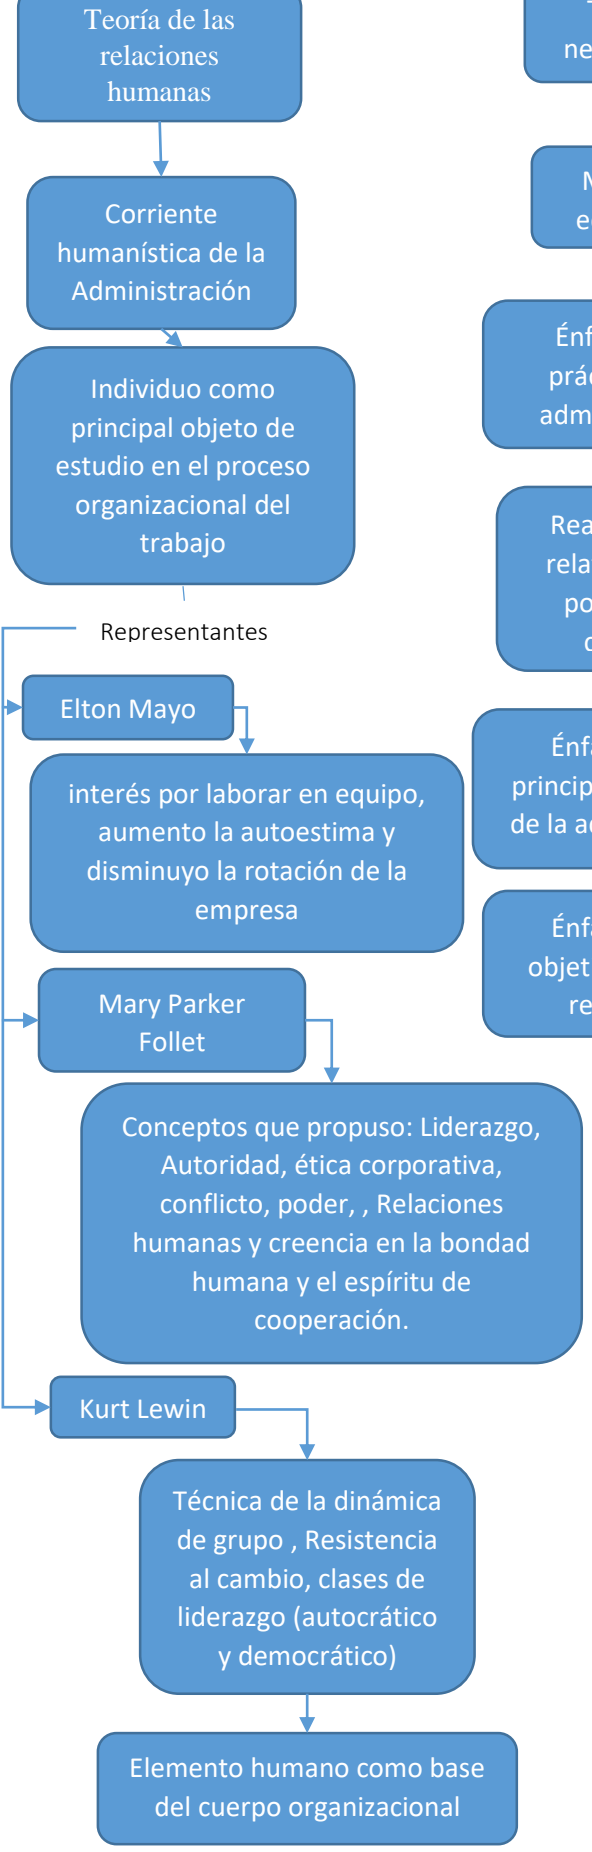 Teoría de las
relaciones
humanas
Corriente
humanística de la
Administración
Individuo como
principal objeto de
estudio en el proceso
organizacional del
trabajo
Representantes
Elton Mayo
interés por laborar en equipo,
aumento la autoestima y
disminuyo la rotación de la
empresa
Mary Parker
Follet
Conceptos que propuso: Liderazgo,
Autoridad, ética corporativa,
conflicto, poder, , Relaciones
humanas y creencia en la bondad
humana y el espíritu de
cooperación.
Kurt Lewin
Técnica de la dinámica
de grupo , Resistencia
al cambio, clases de
liderazgo (autocrático
y democrático)
Elemento humano como base
del cuerpo organizacional
de la